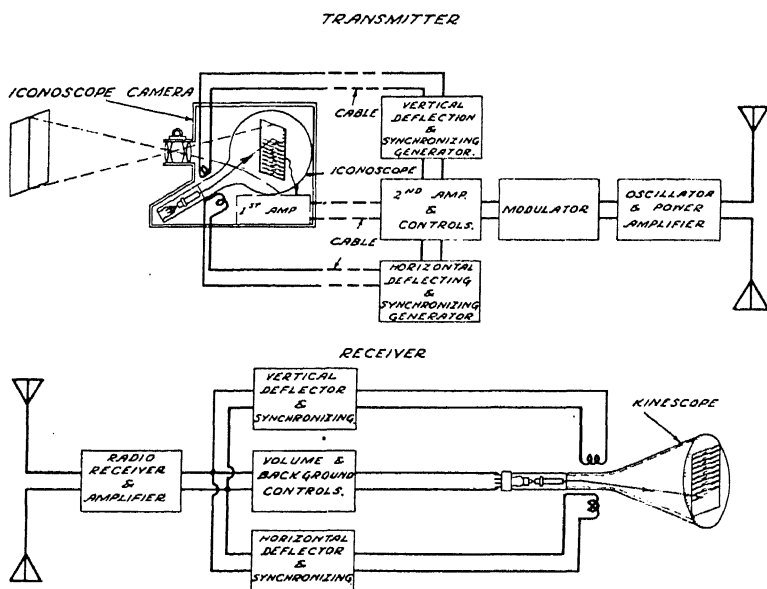 TRANSMITTER
ICONOSCOPE CAMERA
CABLE
VERTICAL
DEFLECTION
&
SYNCHRONIZING
GENERATOR.
ICONOSCOPE
1ST AMP
2ND AMP.
&
CONTROLS.
MODULATOR
OSCILLATOR
& POWER
AMPLIFIER
CABLE
HORIZONTAL
DEFLECTING
&
SYNCHRONIZING
GENERATOR
RECEIVER
VERTICAL
DEFLECTOR
&
SYNCHRONIZING.
KINESCOPE
RADIO
RECEIVER
&
AMPLIFIER
VOLUME &
BACKGROUND
CONTROLS.
HORIZONTAL
DEFLECTOR
&
SYNCHRONIZING